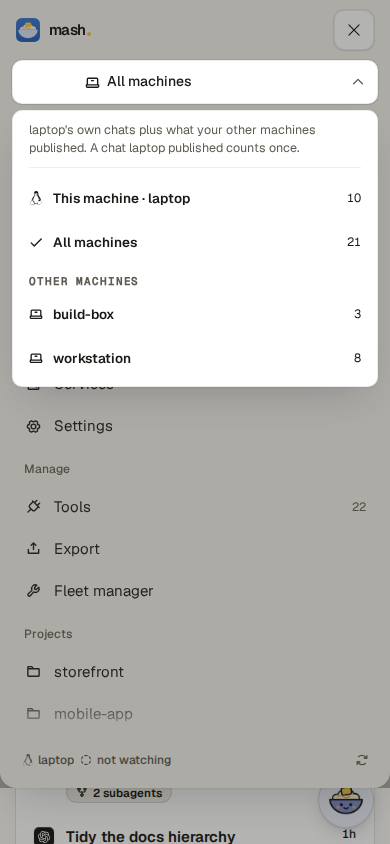 mash.
All machines
laptop's own chats plus what your other machines
published. A chat laptop published counts once.
This machine · laptop 10
All machines 21
OTHER MACHINES
build-box 3
workstation 8
Services
Settings
Manage
Tools 22
Export
Fleet manager
Projects
storefront
mobile-app
laptop not watching
2 subagents
Tidy the docs hierarchy 1h